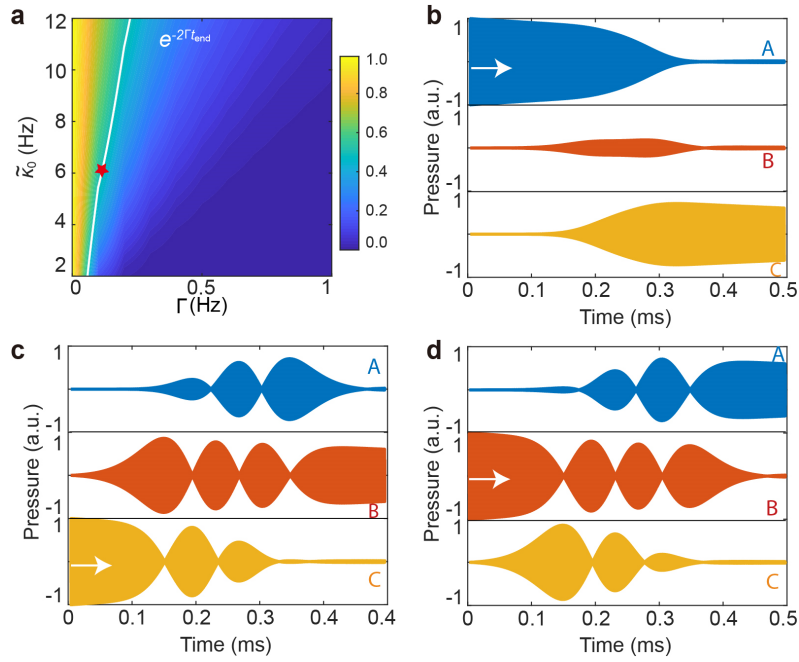 a
12
10
8
6
4
2
κ̃₀ (Hz)
e^{-2Γt_end}
0
0.5
1
Γ(Hz)
1.0
0.8
0.6
0.4
0.2
0.0
b
1
A
-1
1
B
-1
1
C
-1
Pressure (a.u.)
0 0.1 0.2 0.3 0.4 0.5
Time (ms)
c
1
A
-1
1
B
-1
1
C
-1
Pressure (a.u.)
0 0.1 0.2 0.3 0.4
Time (ms)
d
1
A
-1
1
B
-1
1
C
-1
Pressure (a.u.)
0 0.1 0.2 0.3 0.4 0.5
Time (ms)